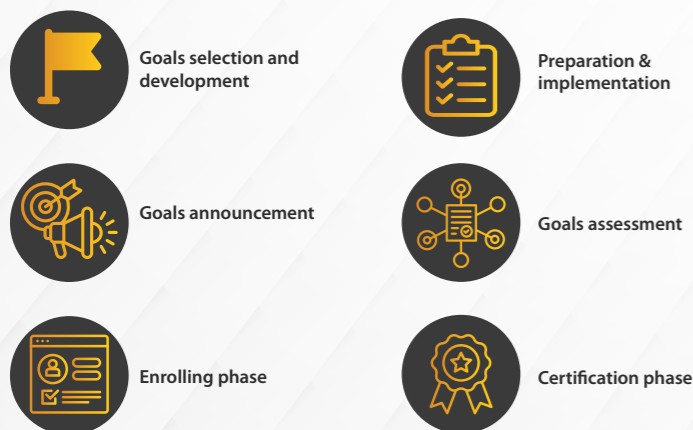 Goals selection and
development
Goals announcement
Enrolling phase
Preparation &
implementation
Goals assessment
Certification phase